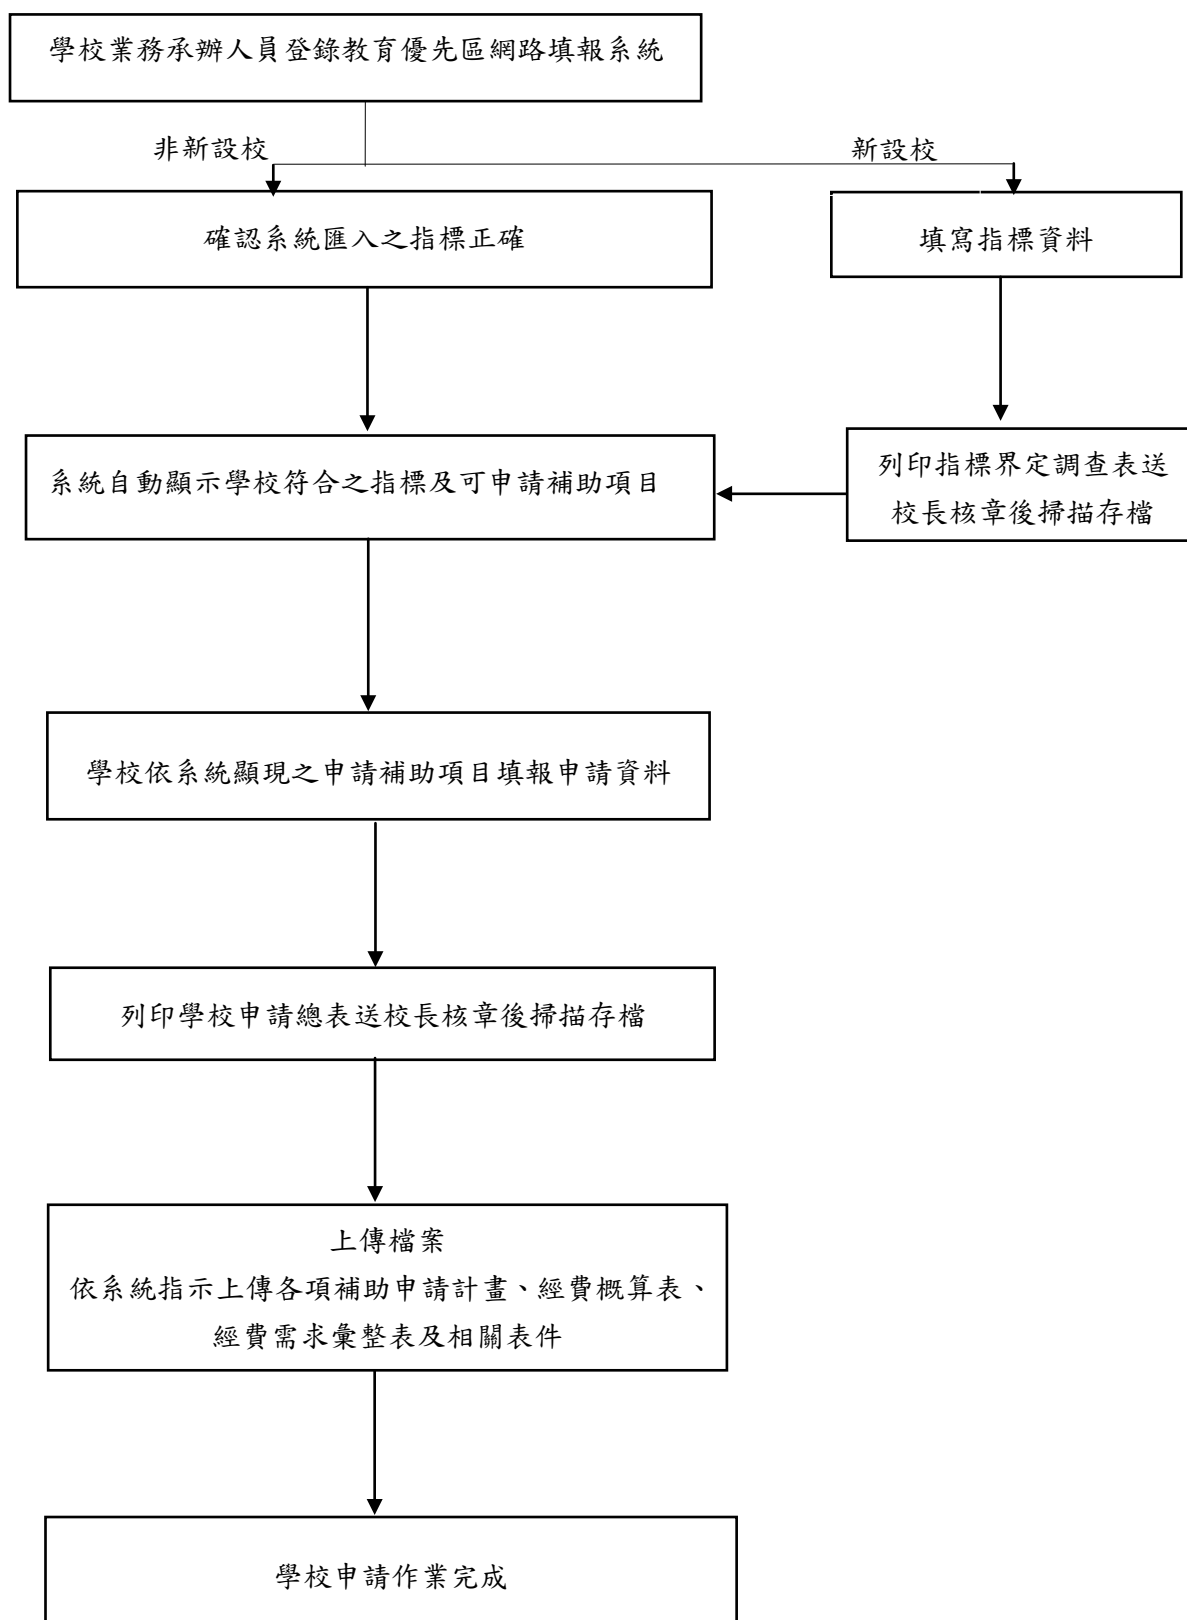 學校業務承辦人員登錄教育優先區網路填報系統
非新設校
新設校
確認系統匯入之指標正確
填寫指標資料
系統自動顯示學校符合之指標及可申請補助項目
列印指標界定調查表送
校長核章後掃描存檔
學校依系統顯現之申請補助項目填報申請資料
列印學校申請總表送校長核章後掃描存檔
上傳檔案
依系統指示上傳各項補助申請計畫、經費概算表、
經費需求彙整表及相關表件
學校申請作業完成